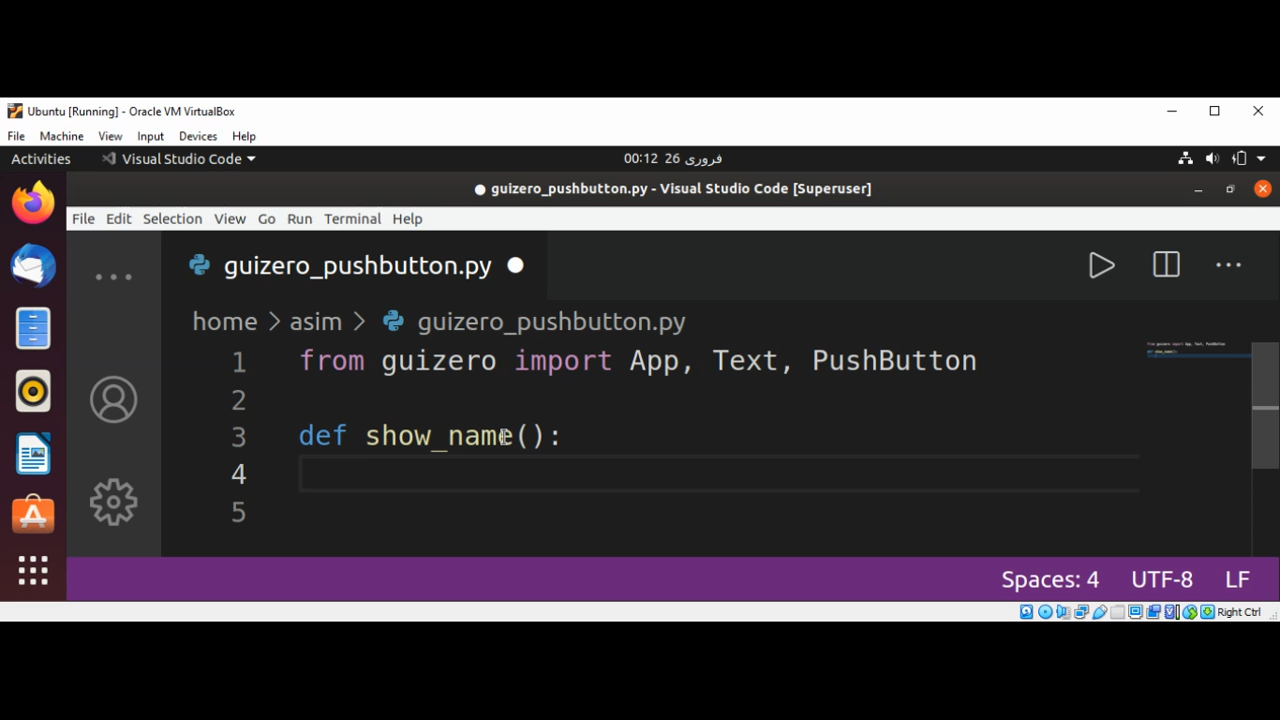 Ubuntu [Running] - Oracle VM VirtualBox
File Machine View Input Devices Help
Activities Visual Studio Code 00:12 26 فروری
● guizero_pushbutton.py - Visual Studio Code [Superuser]
File Edit Selection View Go Run Terminal Help
guizero_pushbutton.py
home > asim > guizero_pushbutton.py
1 from guizero import App, Text, PushButton
2
3 def show_name():
4
5
Spaces: 4 UTF-8 LF
Right Ctrl